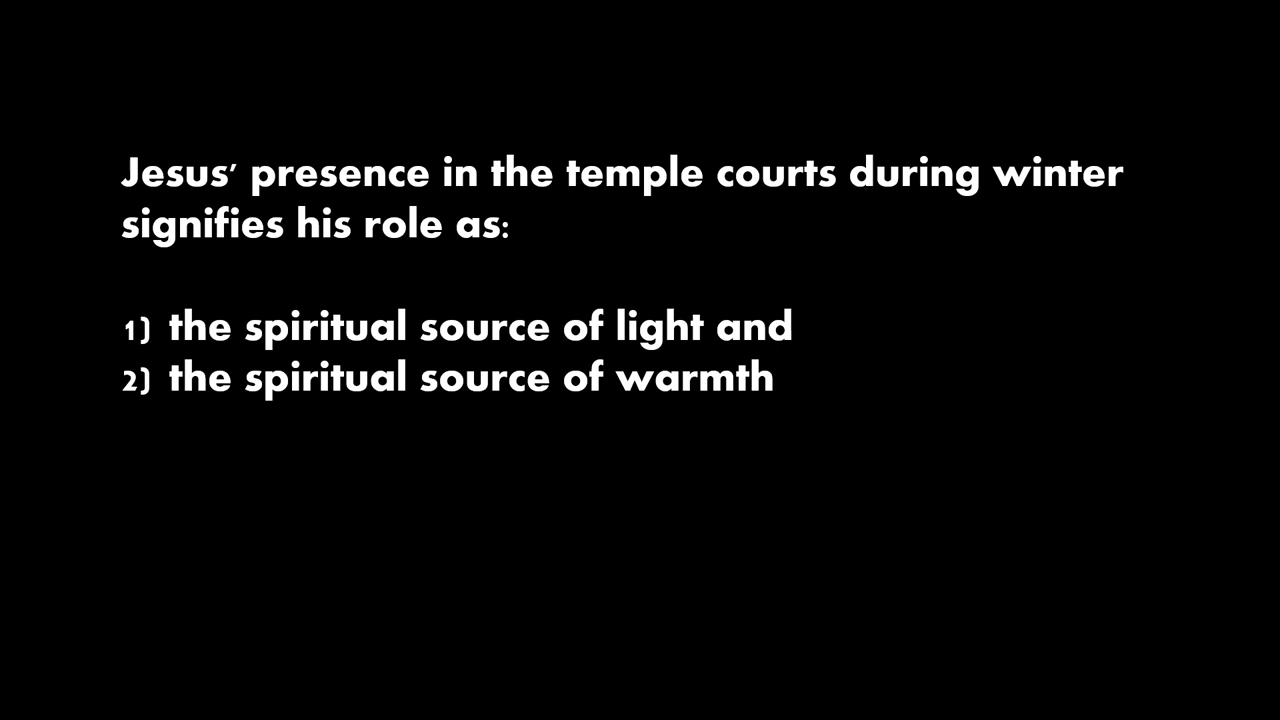 Jesus' presence in the temple courts during winter
signifies his role as:
1) the spiritual source of light and
2) the spiritual source of warmth